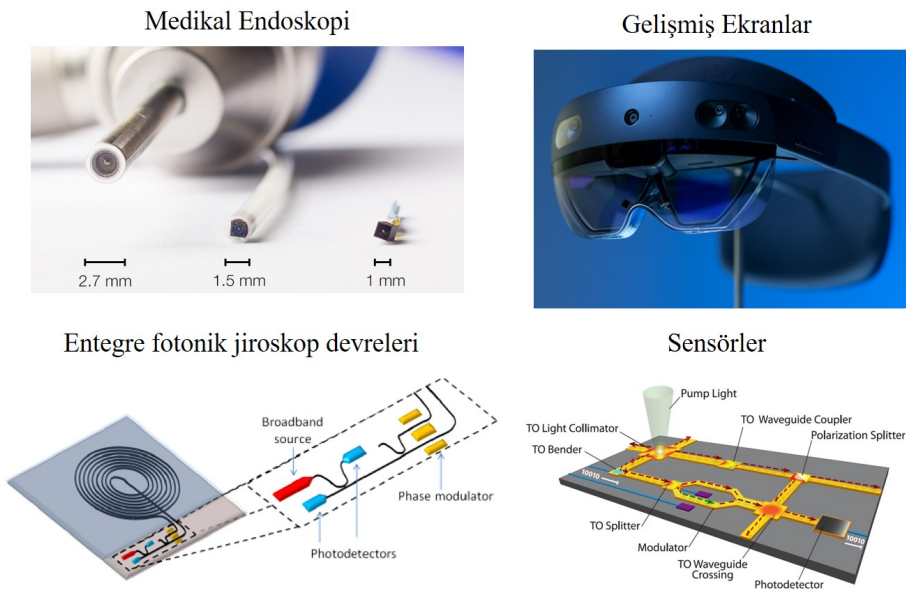 Medikal Endoskopi
Gelişmiş Ekranlar
2.7 mm
1.5 mm
1 mm
Entegre fotonik jiroskop devreleri
Sensörler
Broadband
source
Phase modulator
Photodetectors
Pump Light
TO Light Collimator
TO Waveguide Coupler
Polarization Splitter
TO Bender
10010
TO Splitter
Modulator
TO Waveguide
Crossing
Photodetector
10010